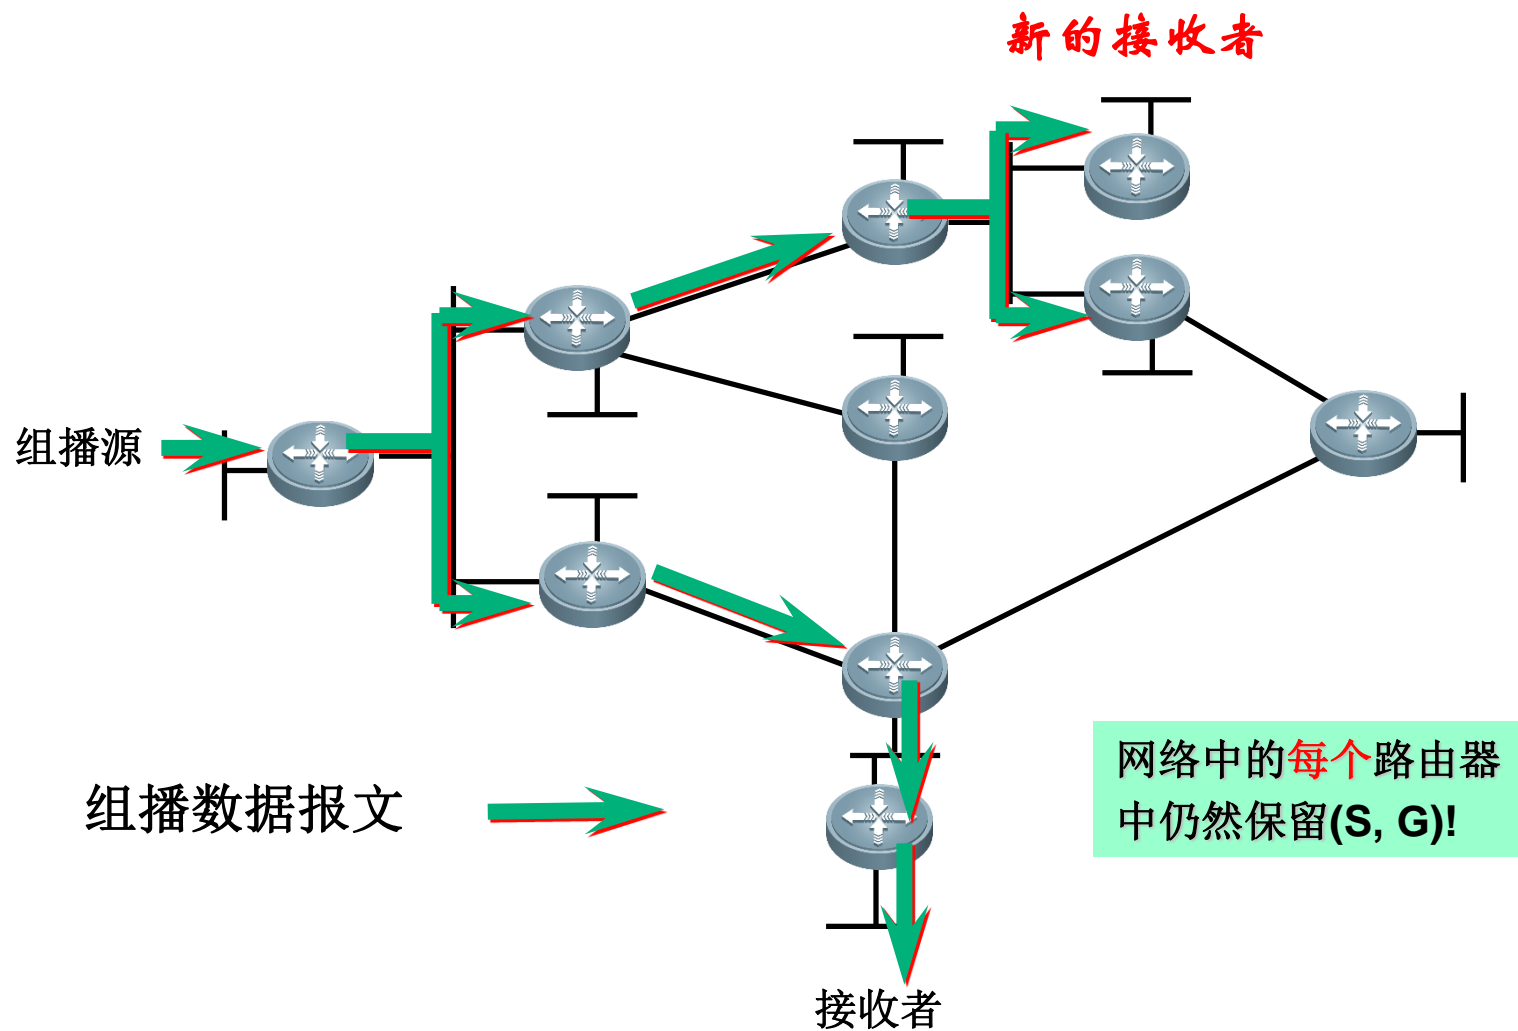 新的接收者
组播源
组播数据报文
网络中的每个路由器
中仍然保留(S, G)!
接收者